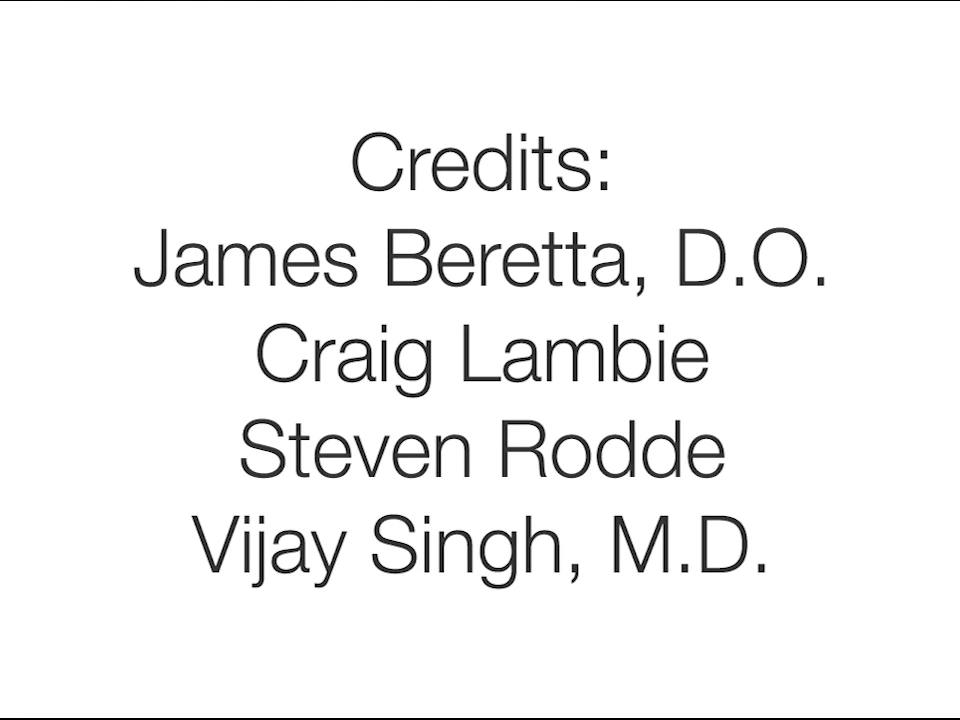 Credits:
James Beretta, D.O.
Craig Lambie
Steven Rodde
Vijay Singh, M.D.